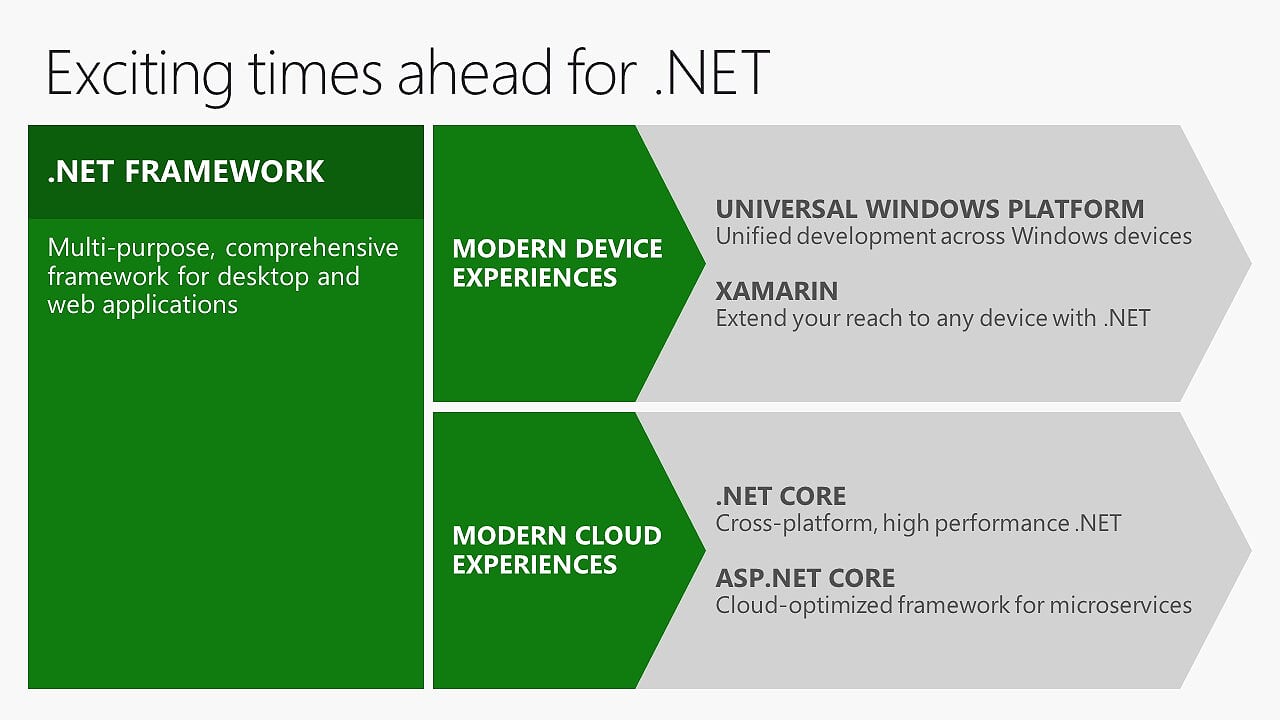 Exciting times ahead for .NET
.NET FRAMEWORK
Multi-purpose, comprehensive
framework for desktop and
web applications
MODERN DEVICE
EXPERIENCES
UNIVERSAL WINDOWS PLATFORM
Unified development across Windows devices
XAMARIN
Extend your reach to any device with .NET
MODERN CLOUD
EXPERIENCES
.NET CORE
Cross-platform, high performance .NET
ASP.NET CORE
Cloud-optimized framework for microservices